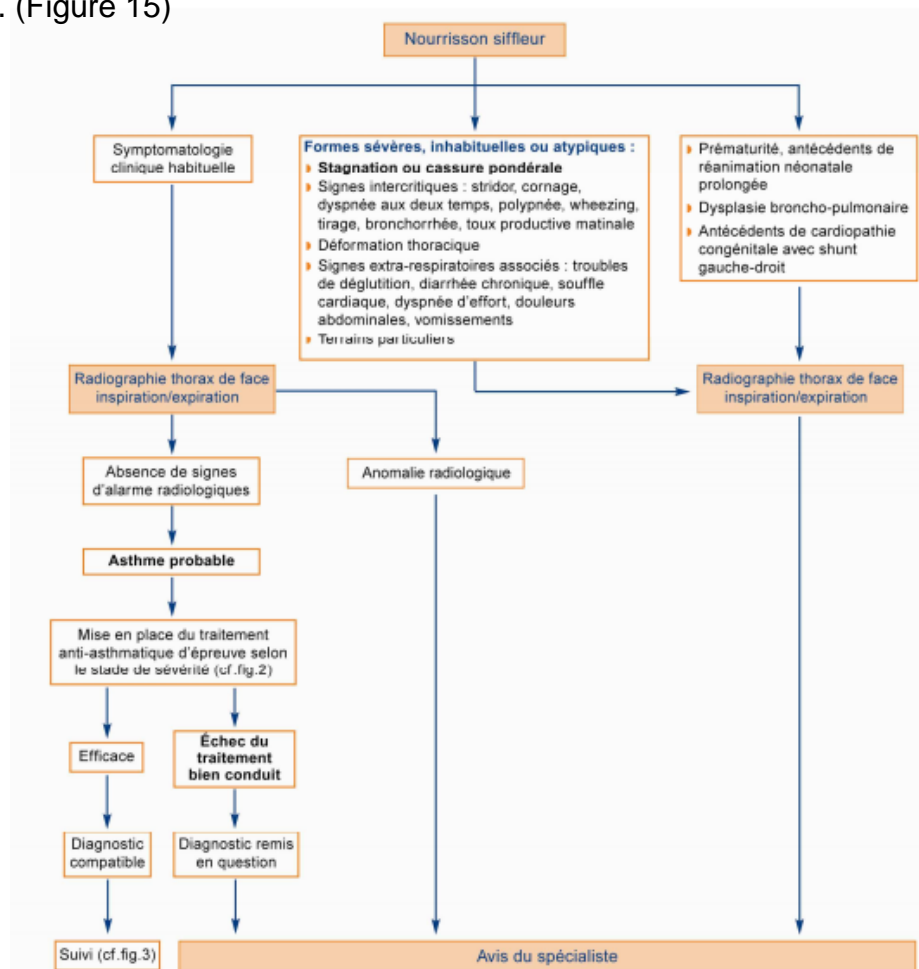 . (Figure 15)
Nourrisson siffleur
Symptomatologie
clinique habituelle
Formes sévères, inhabituelles ou atypiques :
Stagnation ou cassure pondérale
Signes intercritiques : stridor, cornage,
dyspnée aux deux temps, polypnée, wheezing,
tirage, bronchorrhée, toux productive matinale
Déformation thoracique
Signes extra-respiratoires associés : troubles
de déglutition, diarrhée chronique, souffle
cardiaque, dyspnée d'effort, douleurs
abdominales, vomissements
Terrains particuliers
Prématurité, antécédents de
réanimation néonatale
prolongée
Dysplasie broncho-pulmonaire
Antécédents de cardiopathie
congénitale avec shunt
gauche-droit
Radiographie thorax de face
inspiration/expiration
Radiographie thorax de face
inspiration/expiration
Absence de signes
d'alarme radiologiques
Anomalie radiologique
Asthme probable
Mise en place du traitement
anti-asthmatique d'épreuve selon
le stade de sévérité (cf.fig.2)
Efficace
Échec du
traitement
bien conduit
Diagnostic
compatible
Diagnostic remis
en question
Suivi (cf.fig.3)
Avis du spécialiste